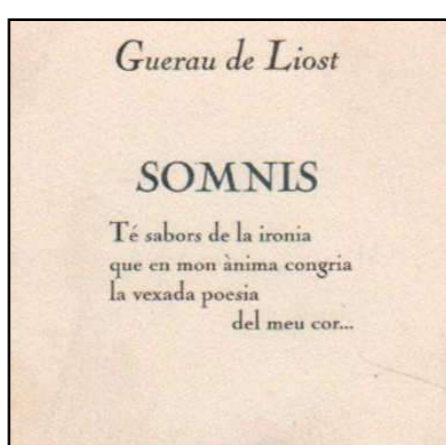 Guerau de Liost
SOMNIS
Té sabors de la ironia
que en mon ànima congria
la vexada poesia
del meu cor...